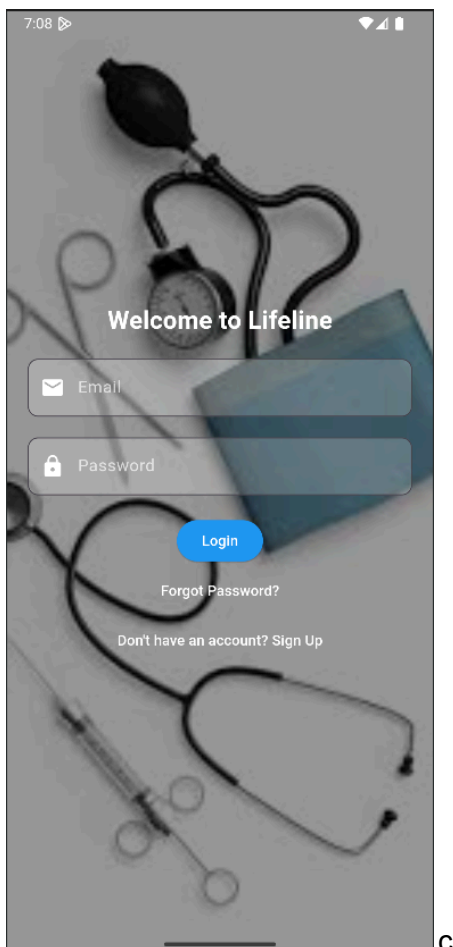 7:08
Welcome to Lifeline
Email
Password
Login
Forgot Password?
Don't have an account? Sign Up
c